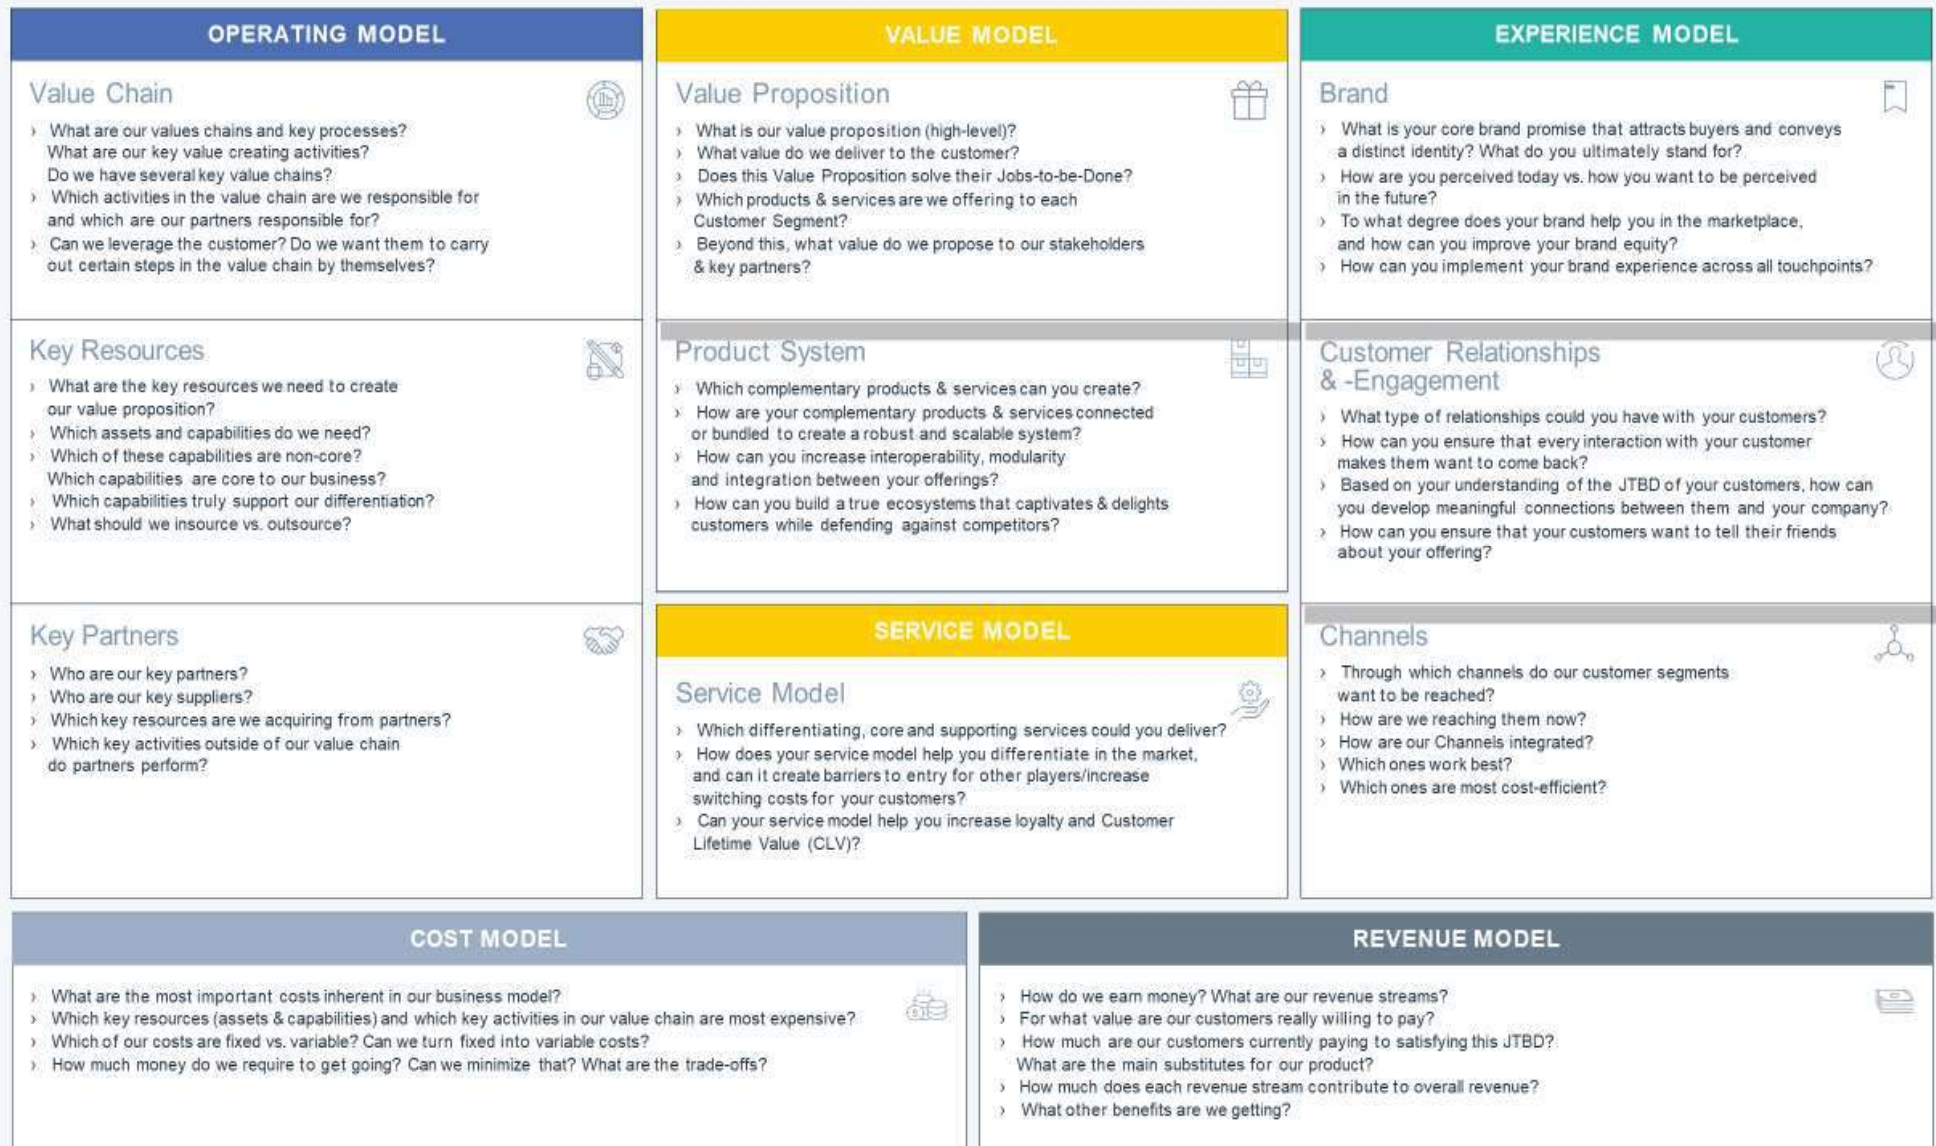 OPERATING MODEL
Value Chain
› What are our values chains and key processes?
What are our key value creating activities?
Do we have several key value chains?
› Which activities in the value chain are we responsible for
and which are our partners responsible for?
› Can we leverage the customer? Do we want them to carry
out certain steps in the value chain by themselves?
Key Resources
› What are the key resources we need to create
our value proposition?
› Which assets and capabilities do we need?
› Which of these capabilities are non-core?
Which capabilities are core to our business?
› Which capabilities truly support our differentiation?
› What should we insource vs. outsource?
Key Partners
› Who are our key partners?
› Who are our key suppliers?
› Which key resources are we acquiring from partners?
› Which key activities outside of our value chain
do partners perform?
VALUE MODEL
Value Proposition
› What is our value proposition (high-level)?
› What value do we deliver to the customer?
› Does this Value Proposition solve their Jobs-to-be-Done?
› Which products & services are we offering to each
Customer Segment?
› Beyond this, what value do we propose to our stakeholders
& key partners?
Product System
› Which complementary products & services can you create?
› How are your complementary products & services connected
or bundled to create a robust and scalable system?
› How can you increase interoperability, modularity
and integration between your offerings?
› How can you build a true ecosystems that captivates & delights
customers while defending against competitors?
SERVICE MODEL
Service Model
› Which differentiating, core and supporting services could you deliver?
› How does your service model help you differentiate in the market,
and can it create barriers to entry for other players/increase
switching costs for your customers?
› Can your service model help you increase loyalty and Customer
Lifetime Value (CLV)?
EXPERIENCE MODEL
Brand
› What is your core brand promise that attracts buyers and conveys
a distinct identity? What do you ultimately stand for?
› How are you perceived today vs. how you want to be perceived
in the future?
› To what degree does your brand help you in the marketplace,
and how can you improve your brand equity?
› How can you implement your brand experience across all touchpoints?
Customer Relationships
& -Engagement
› What type of relationships could you have with your customers?
› How can you ensure that every interaction with your customer
makes them want to come back?
› Based on your understanding of the JTBD of your customers, how can
you develop meaningful connections between them and your company?
› How can you ensure that your customers want to tell their friends
about your offering?
Channels
› Through which channels do our customer segments
want to be reached?
› How are we reaching them now?
› How are our Channels integrated?
› Which ones work best?
› Which ones are most cost-efficient?
COST MODEL
› What are the most important costs inherent in our business model?
› Which key resources (assets & capabilities) and which key activities in our value chain are most expensive?
› Which of our costs are fixed vs. variable? Can we turn fixed into variable costs?
› How much money do we require to get going? Can we minimize that? What are the trade-offs?
REVENUE MODEL
› How do we earn money? What are our revenue streams?
› For what value are our customers really willing to pay?
› How much are our customers currently paying to satisfying this JTBD?
What are the main substitutes for our product?
› How much does each revenue stream contribute to overall revenue?
› What other benefits are we getting?